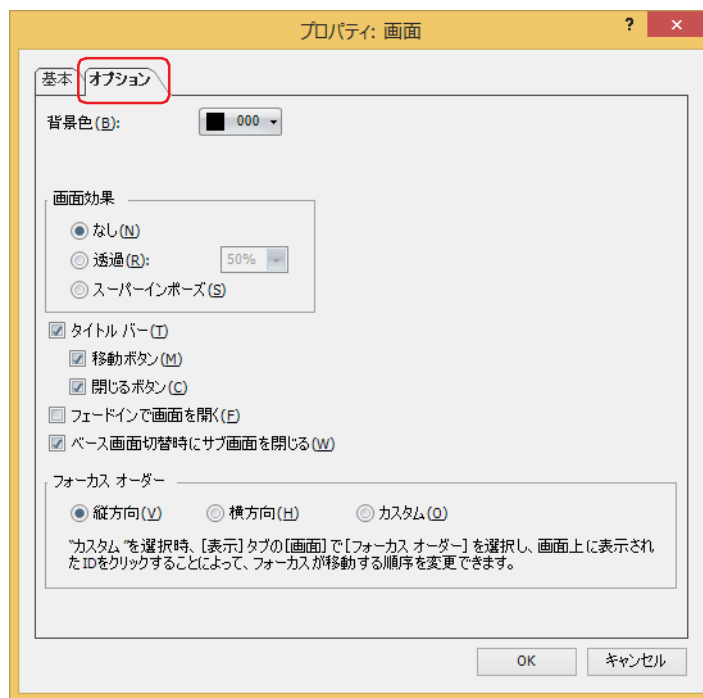 プロパティ: 画面
?
×
基本 オプション
背景色(B): 000
画面効果
なし(N)
透過(R): 50%
スーパーインポーズ(S)
タイトル バー(T)
移動ボタン(M)
閉じるボタン(C)
フェードインで画面を開く(F)
ベース画面切替時にサブ画面を閉じる(W)
フォーカス オーダー
縦方向(V) 横方向(H) カスタム(O)
"カスタム"を選択時、[表示]タブの[画面]で[フォーカス オーダー]を選択し、画面上に表示され
たIDをクリックすることによって、フォーカスが移動する順序を変更できます。
OK キャンセル